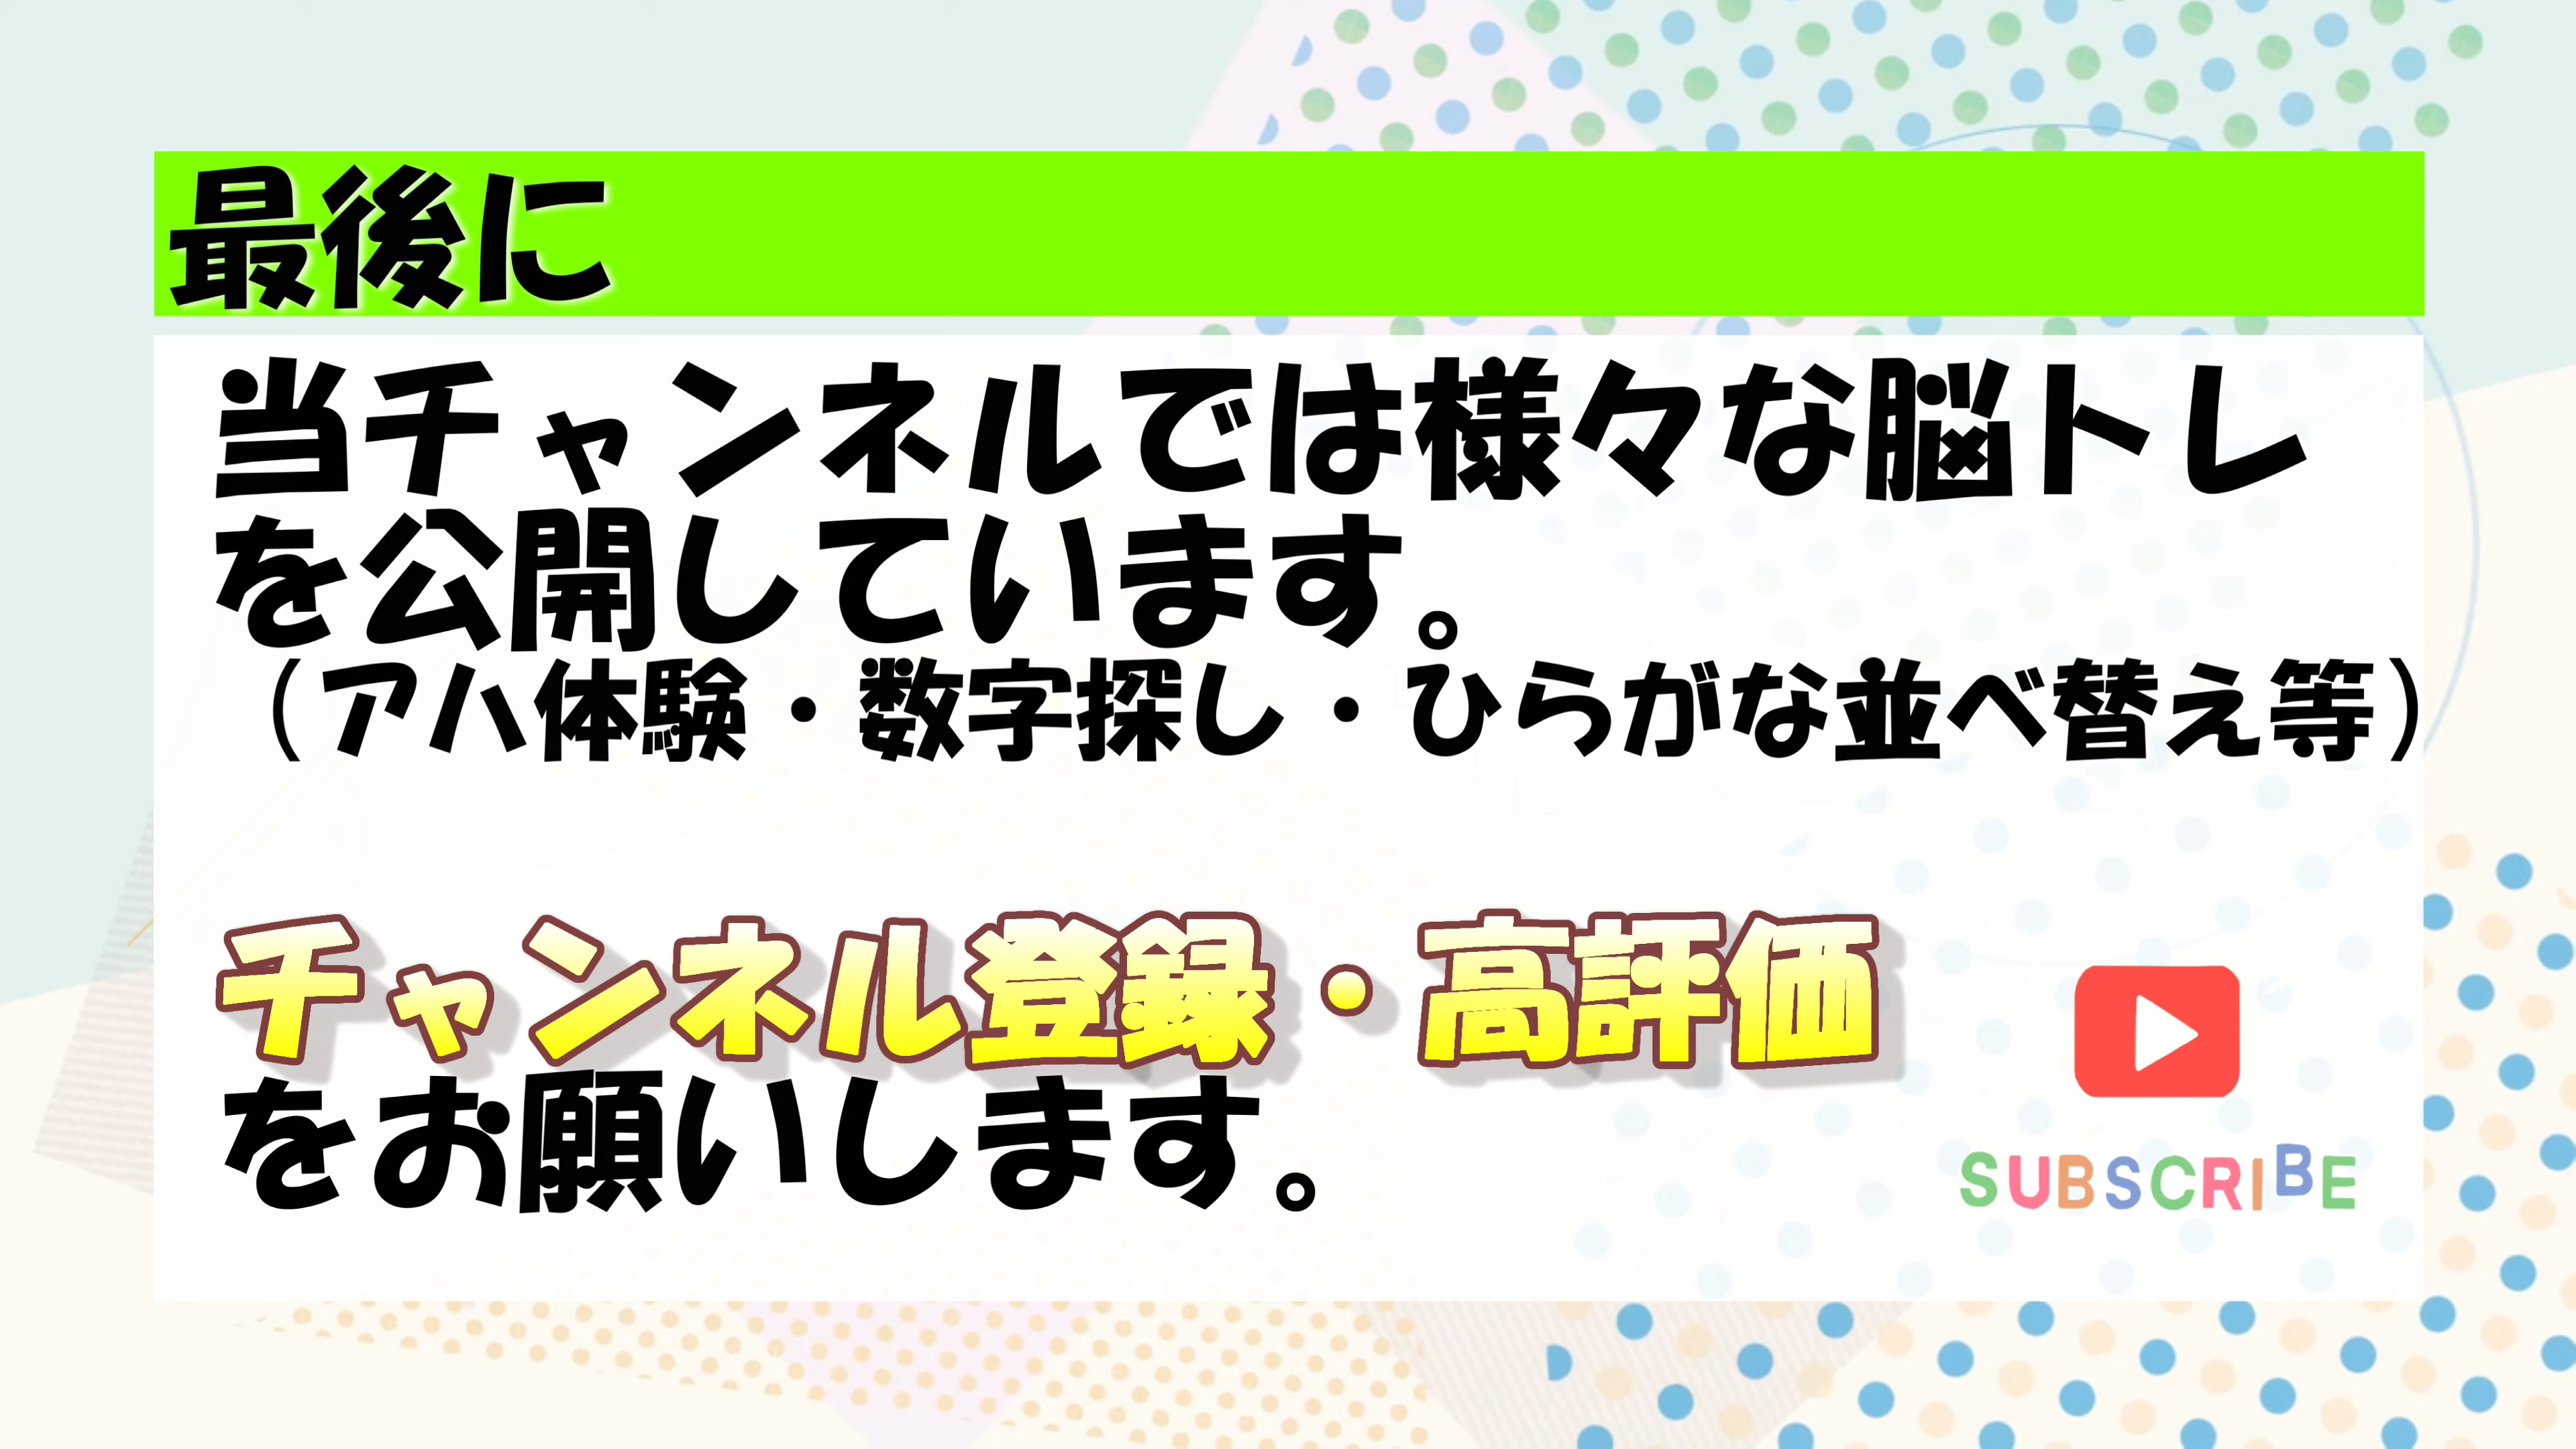 最後に
当チャンネルでは様々な脳トレ
を公開しています。
（アハ体験・数字探し・ひらがな並べ替え等）
チャンネル登録・高評価
をお願いします。
SUBSCRIBE